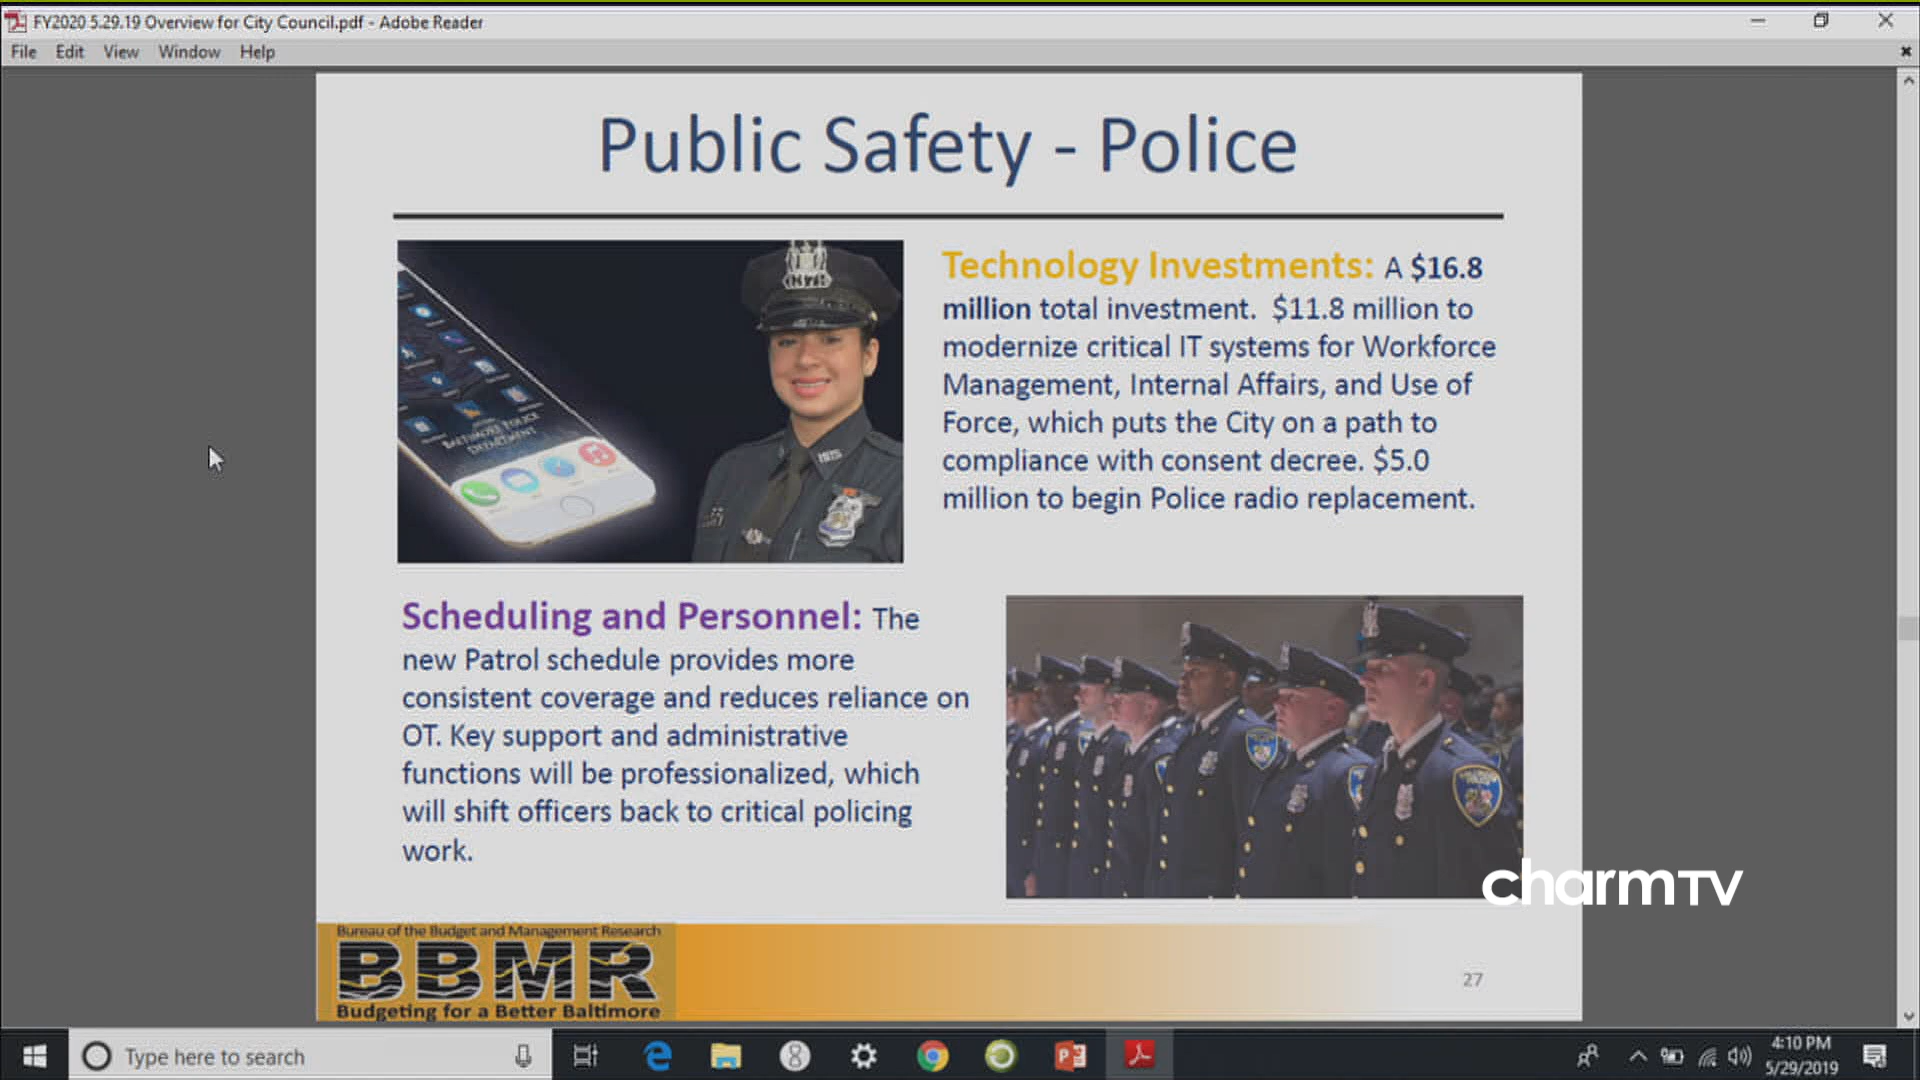 FY2020 5.29.19 Overview for City Council.pdf - Adobe Reader
File Edit View Window Help
Public Safety - Police
BALTIMORE POLICE
DEPARTMENT
Technology Investments: A $16.8
million total investment. $11.8 million to
modernize critical IT systems for Workforce
Management, Internal Affairs, and Use of
Force, which puts the City on a path to
compliance with consent decree. $5.0
million to begin Police radio replacement.
Scheduling and Personnel: The
new Patrol schedule provides more
consistent coverage and reduces reliance on
OT. Key support and administrative
functions will be professionalized, which
will shift officers back to critical policing
work.
charmTV
Bureau of the Budget and Management Research
BBMR
Budgeting for a Better Baltimore
27
Type here to search
4:10 PM
5/29/2019